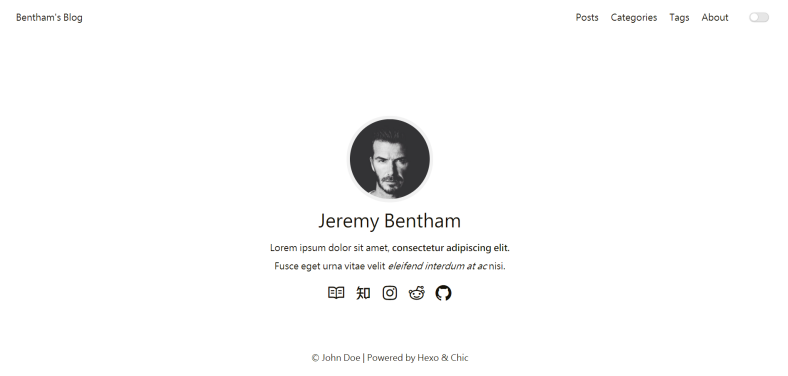 Bentham's Blog
Posts Categories Tags About
Jeremy Bentham
Lorem ipsum dolor sit amet, consectetur adipiscing elit.
Fusce eget urna vitae velit eleifend interdum at ac nisi.
知
© John Doe | Powered by Hexo & Chic